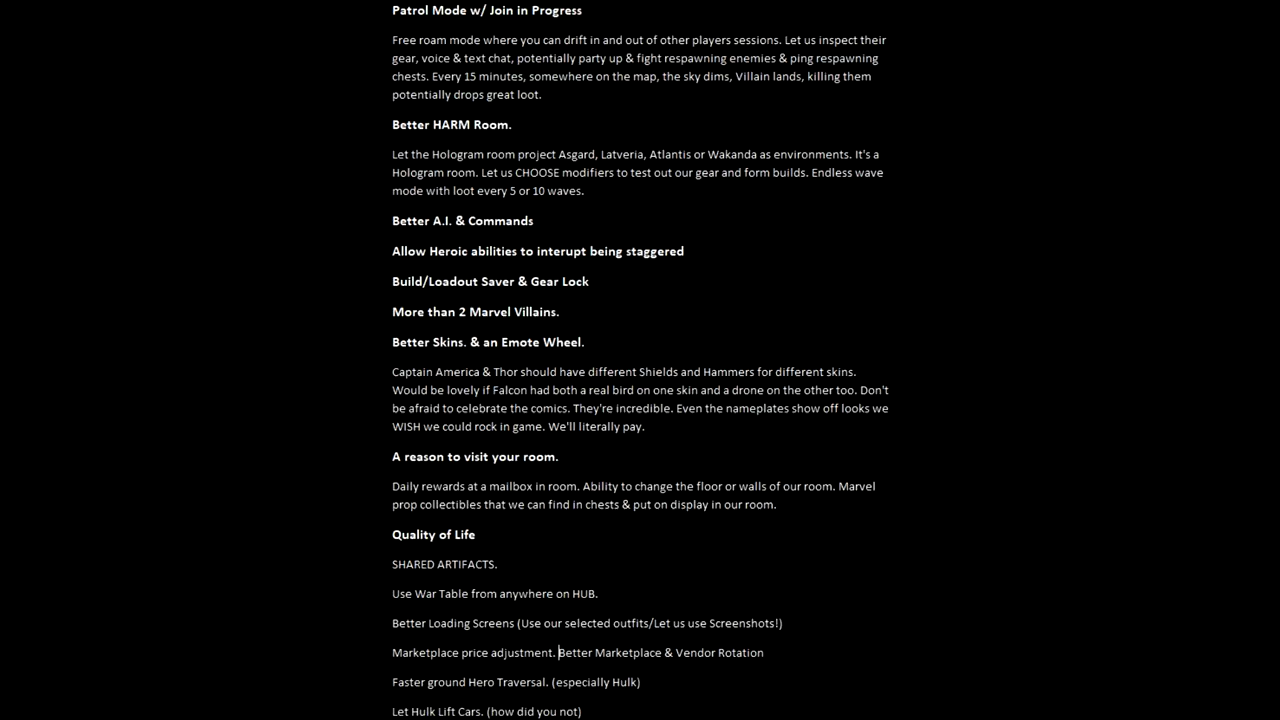 Patrol Mode w/ Join in Progress
Free roam mode where you can drift in and out of other players sessions. Let us inspect their
gear, voice & text chat, potentially party up & fight respawning enemies & ping respawning
chests. Every 15 minutes, somewhere on the map, the sky dims, Villain lands, killing them
potentially drops great loot.
Better HARM Room.
Let the Hologram room project Asgard, Latveria, Atlantis or Wakanda as environments. It's a
Hologram room. Let us CHOOSE modifiers to test out our gear and form builds. Endless wave
mode with loot every 5 or 10 waves.
Better A.I. & Commands
Allow Heroic abilities to interupt being staggered
Build/Loadout Saver & Gear Lock
More than 2 Marvel Villains.
Better Skins. & an Emote Wheel.
Captain America & Thor should have different Shields and Hammers for different skins.
Would be lovely if Falcon had both a real bird on one skin and a drone on the other too. Don't
be afraid to celebrate the comics. They're incredible. Even the nameplates show off looks we
WISH we could rock in game. We'll literally pay.
A reason to visit your room.
Daily rewards at a mailbox in room. Ability to change the floor or walls of our room. Marvel
prop collectibles that we can find in chests & put on display in our room.
Quality of Life
SHARED ARTIFACTS.
Use War Table from anywhere on HUB.
Better Loading Screens (Use our selected outfits/Let us use Screenshots!)
Marketplace price adjustment. Better Marketplace & Vendor Rotation
Faster ground Hero Traversal. (especially Hulk)
Let Hulk Lift Cars. (how did you not)